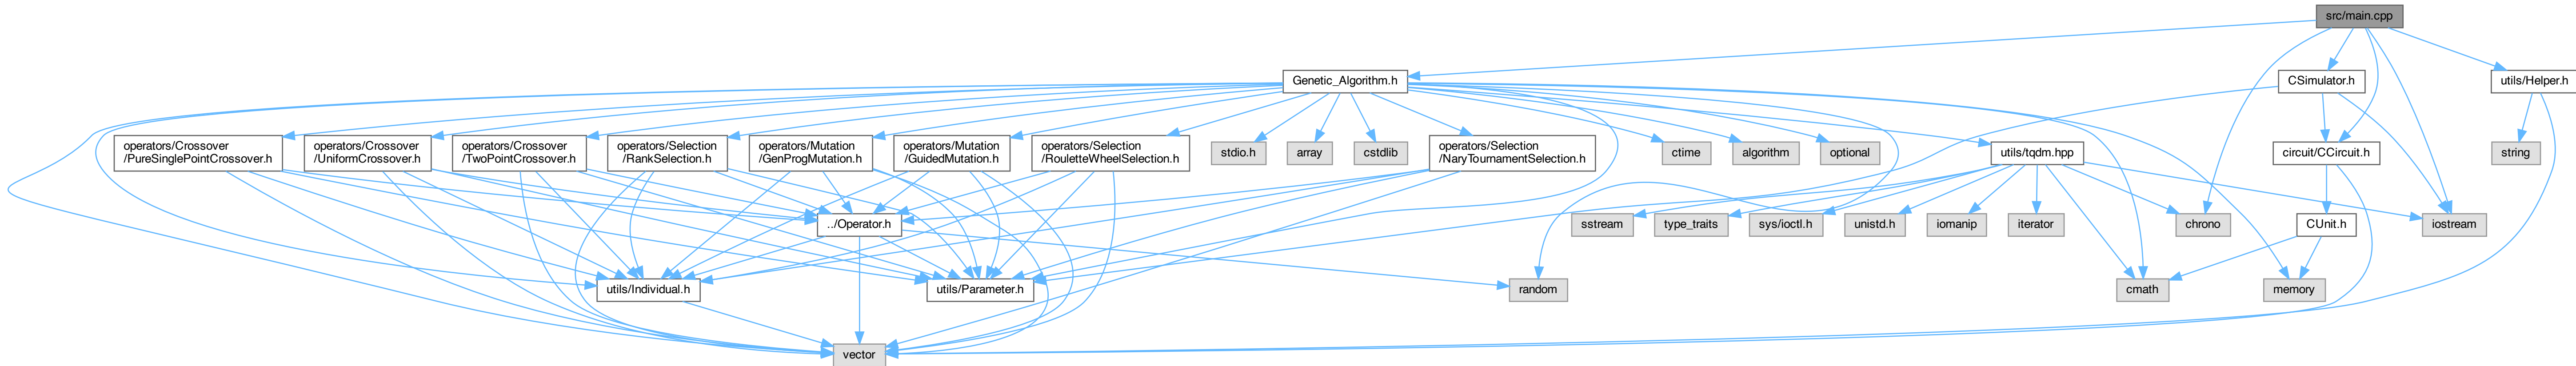 src/main.cpp
Genetic_Algorithm.h
CSimulator.h
utils/Helper.h
operators/Crossover
/PureSinglePointCrossover.h
operators/Crossover
/UniformCrossover.h
operators/Crossover
/TwoPointCrossover.h
operators/Selection
/RankSelection.h
operators/Mutation
/GenProgMutation.h
operators/Mutation
/GuidedMutation.h
operators/Selection
/RouletteWheelSelection.h
stdio.h
array
cstdlib
operators/Selection
/NaryTournamentSelection.h
ctime
algorithm
optional
utils/tqdm.hpp
circuit/CCircuit.h
string
../Operator.h
sstream
type_traits
sys/ioctl.h
unistd.h
iomanip
iterator
chrono
CUnit.h
iostream
utils/Individual.h
utils/Parameter.h
random
cmath
memory
vector